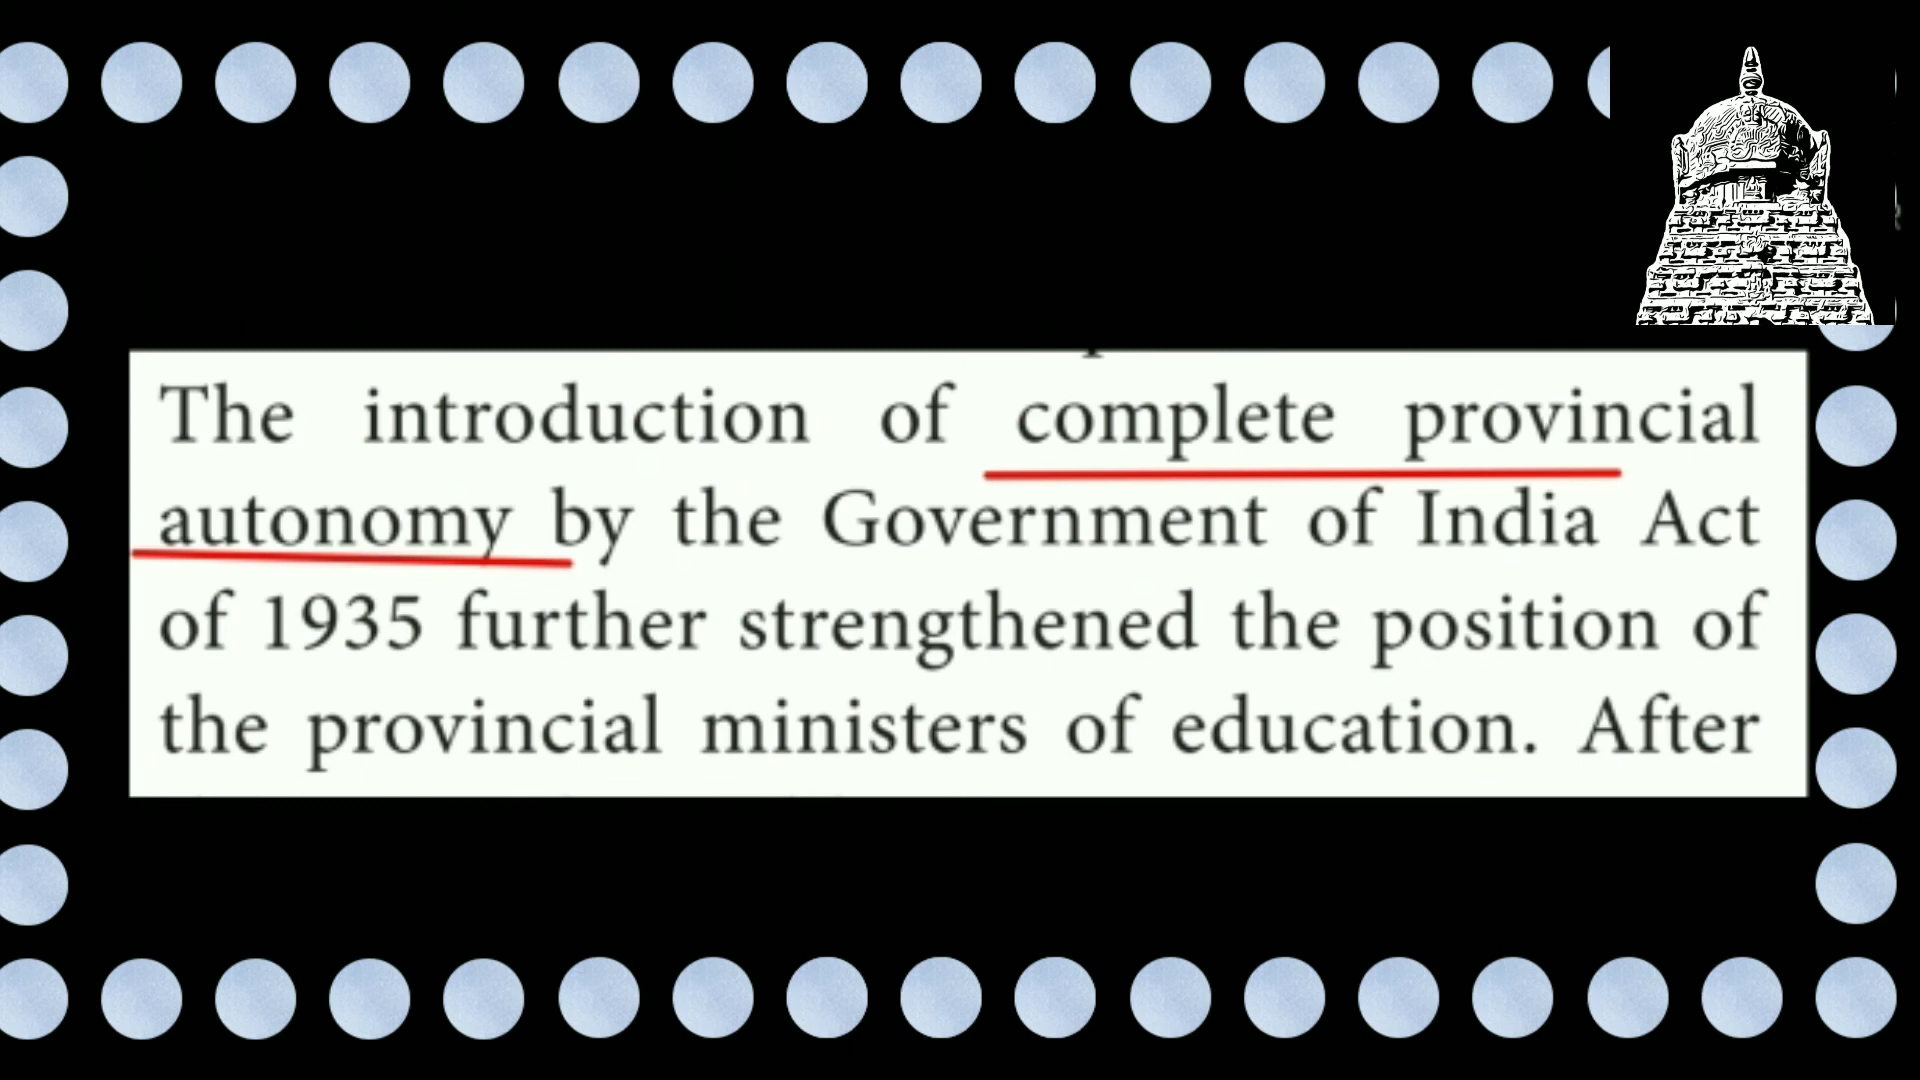 The introduction of complete provincial
autonomy by the Government of India Act
of 1935 further strengthened the position of
the provincial ministers of education. After